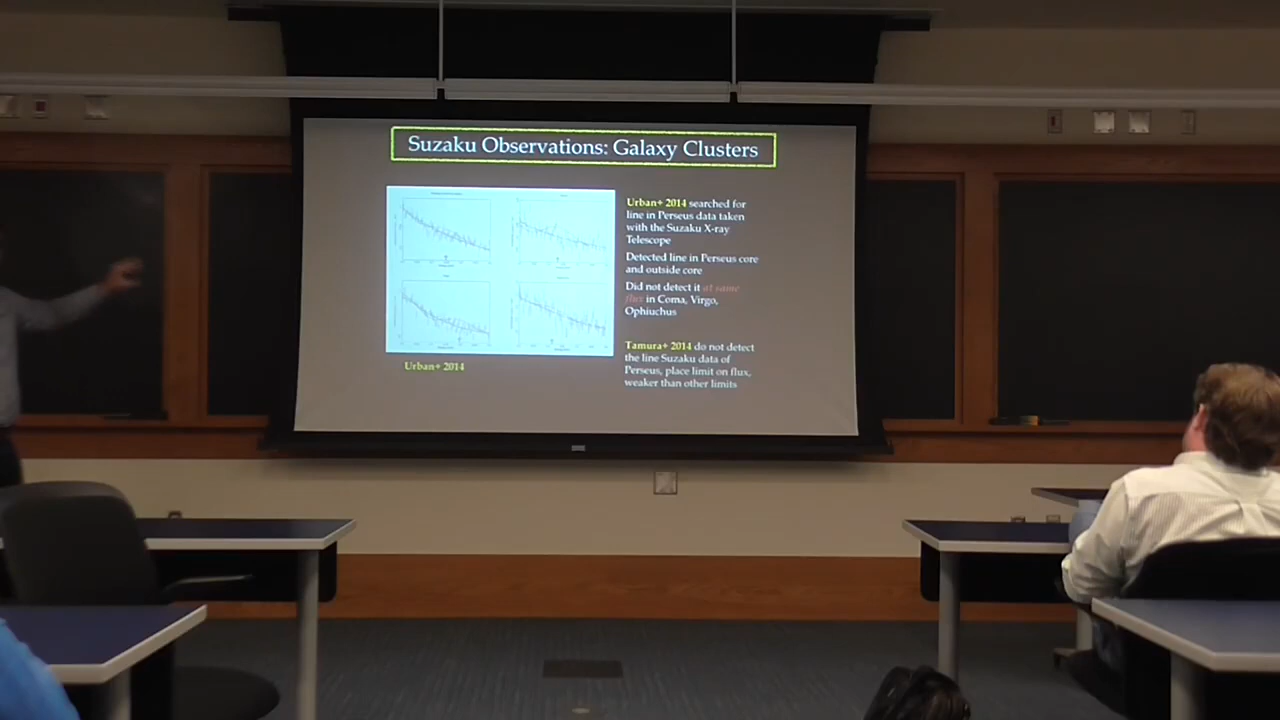 Suzaku Observations: Galaxy Clusters
Urban+ 2014 searched for
line in Perseus data taken
with the Suzaku X-ray
Telescope
Detected line in Perseus core
and outside core
Did not detect it at same
flux in Coma, Virgo,
Ophiuchus
Tamura+ 2014 do not detect
the line Suzaku data of
Perseus, place limit on flux,
weaker than other limits
Urban+ 2014